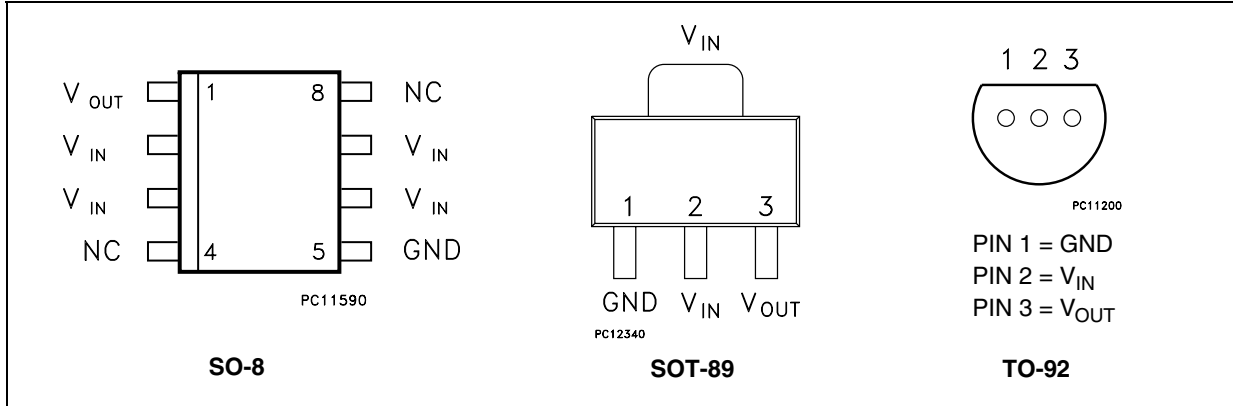 V OUT 1 8 NC
V IN V IN
V IN V IN
NC 4 5 GND
PC11590
SO-8
V IN
1 2 3
GND V IN V OUT
PC12340
SOT-89
1 2 3
PC11200
PIN 1 = GND
PIN 2 = VIN
PIN 3 = VOUT
TO-92